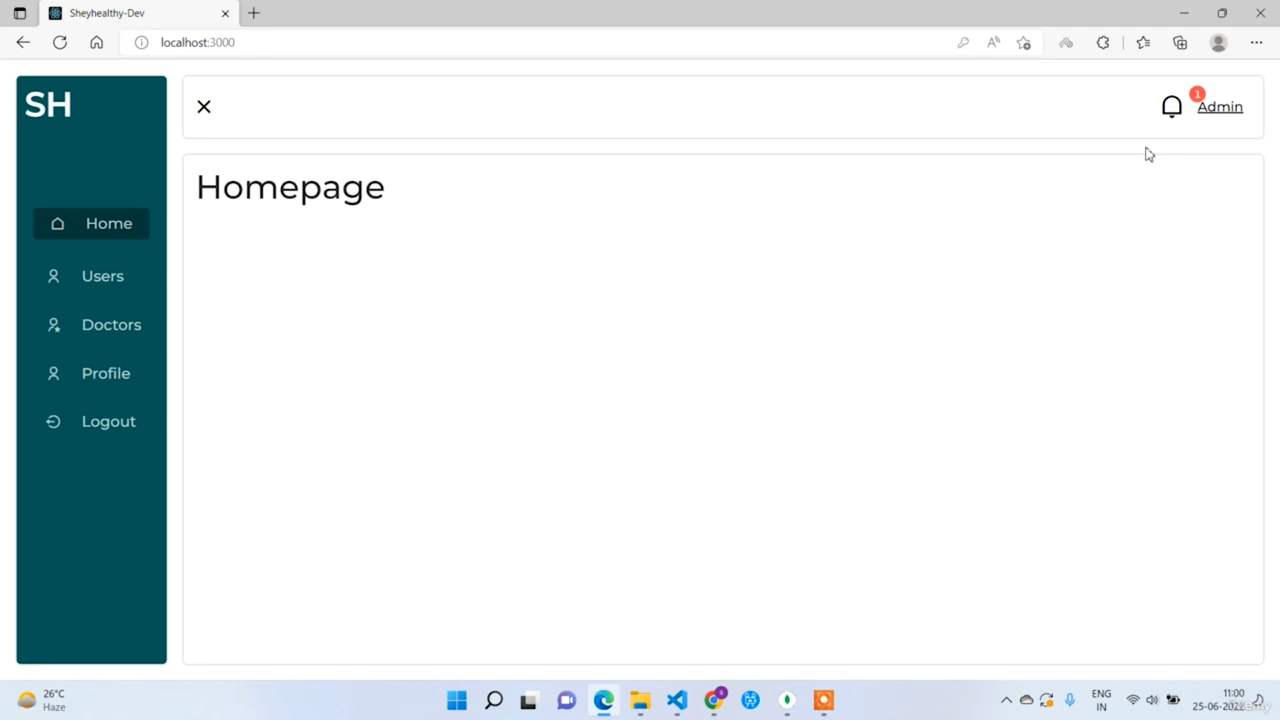 Sheyhealthy-Dev
localhost:3000
SH
1
Admin
Homepage
Home
Users
Doctors
Profile
Logout
26°C
Haze
ENG
IN
11:00
25-06-2022